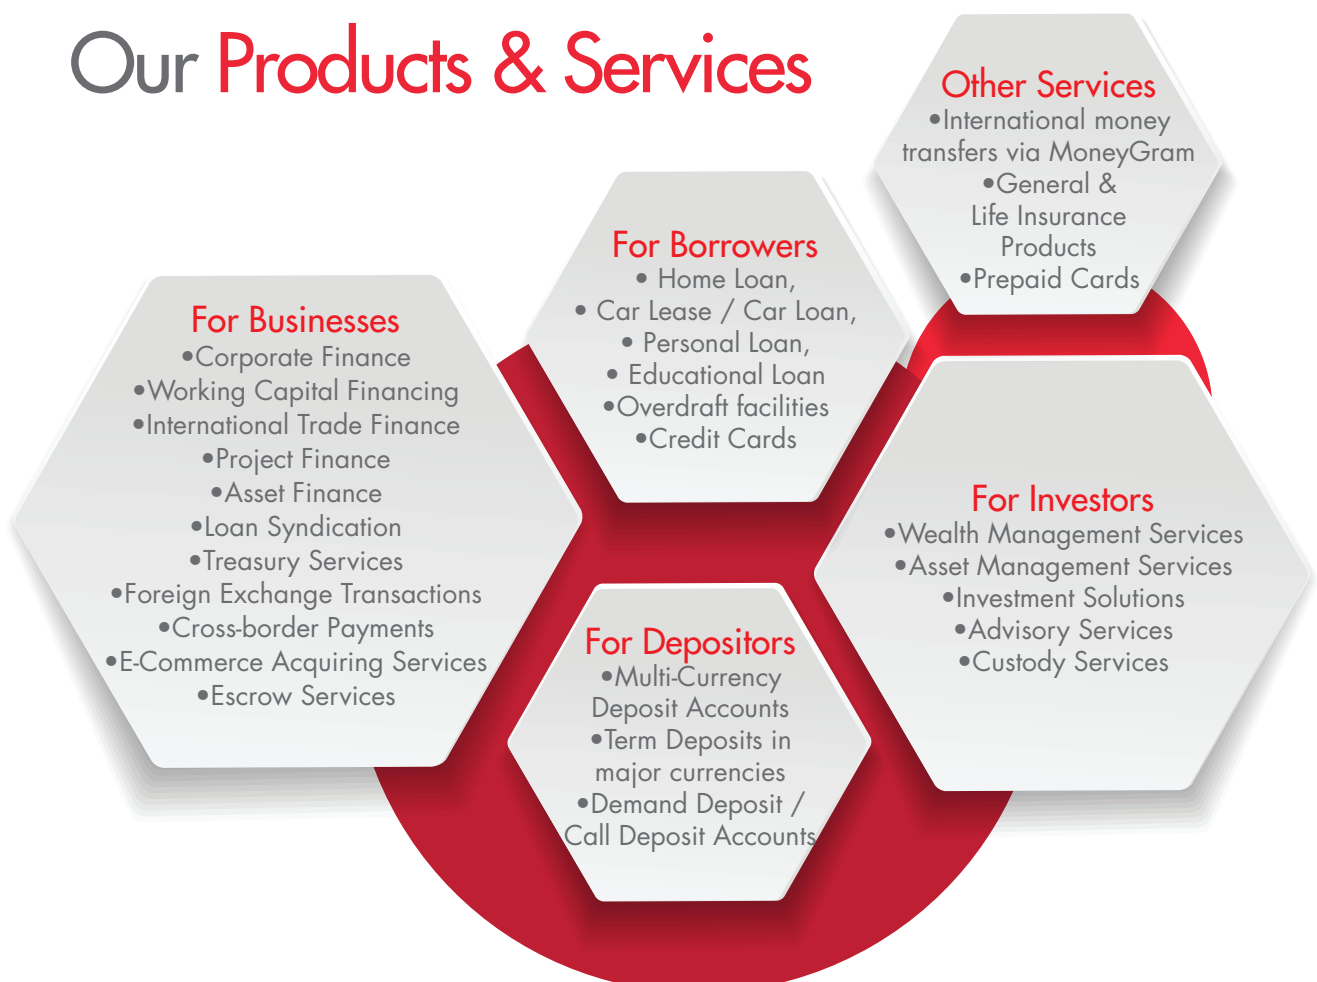 Our Products & Services
Other Services
•International money
transfers via MoneyGram
•General &
Life Insurance
Products
•Prepaid Cards
For Borrowers
• Home Loan,
• Car Lease / Car Loan,
• Personal Loan,
• Educational Loan
•Overdraft facilities
•Credit Cards
For Businesses
•Corporate Finance
•Working Capital Financing
•International Trade Finance
•Project Finance
•Asset Finance
•Loan Syndication
•Treasury Services
•Foreign Exchange Transactions
•Cross-border Payments
•E-Commerce Acquiring Services
•Escrow Services
For Investors
•Wealth Management Services
•Asset Management Services
•Investment Solutions
•Advisory Services
•Custody Services
For Depositors
•Multi-Currency
Deposit Accounts
•Term Deposits in
major currencies
•Demand Deposit /
Call Deposit Accounts